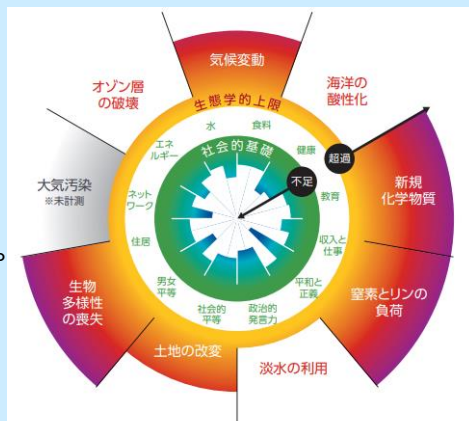 気候変動
オゾン層
の破壊
海洋の
酸性化
生態学的上限
水
食料
エネ
ルギー
社会的基礎
健康
超過
大気汚染
※未計測
ネット
ワーク
不足
教育
新規
化学物質
住居
収入と
仕事
生物
多様性
の喪失
男女
平等
社会的
平等
政治的
発言力
平和と
正義
窒素とリンの
負荷
土地の改変
淡水の利用